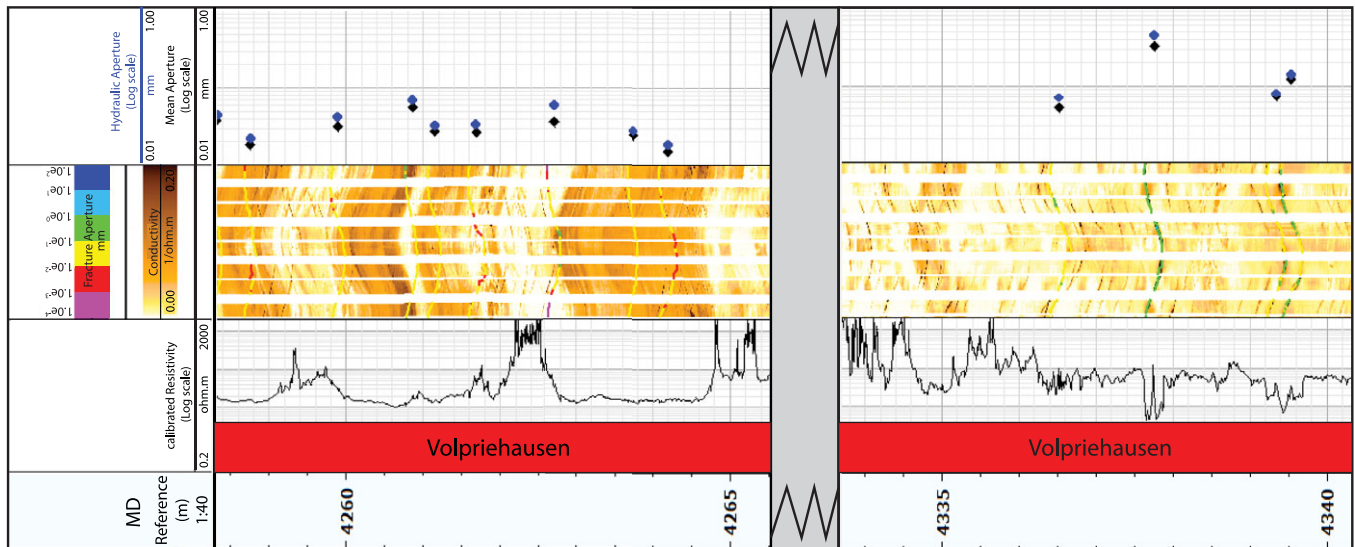 Hydraulic Aperture
(Log scale)
0.01 mm 1.00
Mean Aperture
(Log scale)
0.01 mm 1.00
1.0e²
1.0e¹
1.0e⁰
1.0e⁻¹
1.0e⁻²
1.0e⁻³
1.0e⁻⁴
Fracture Aperture
mm
Conductivity
1/ohm.m
0.00
0.20
calibrated Resistivity
(Log scale)
0.2 ohm.m 2000
Volpriehausen
Volpriehausen
MD
Reference
(m)
1:40
4260
4265
4335
4340